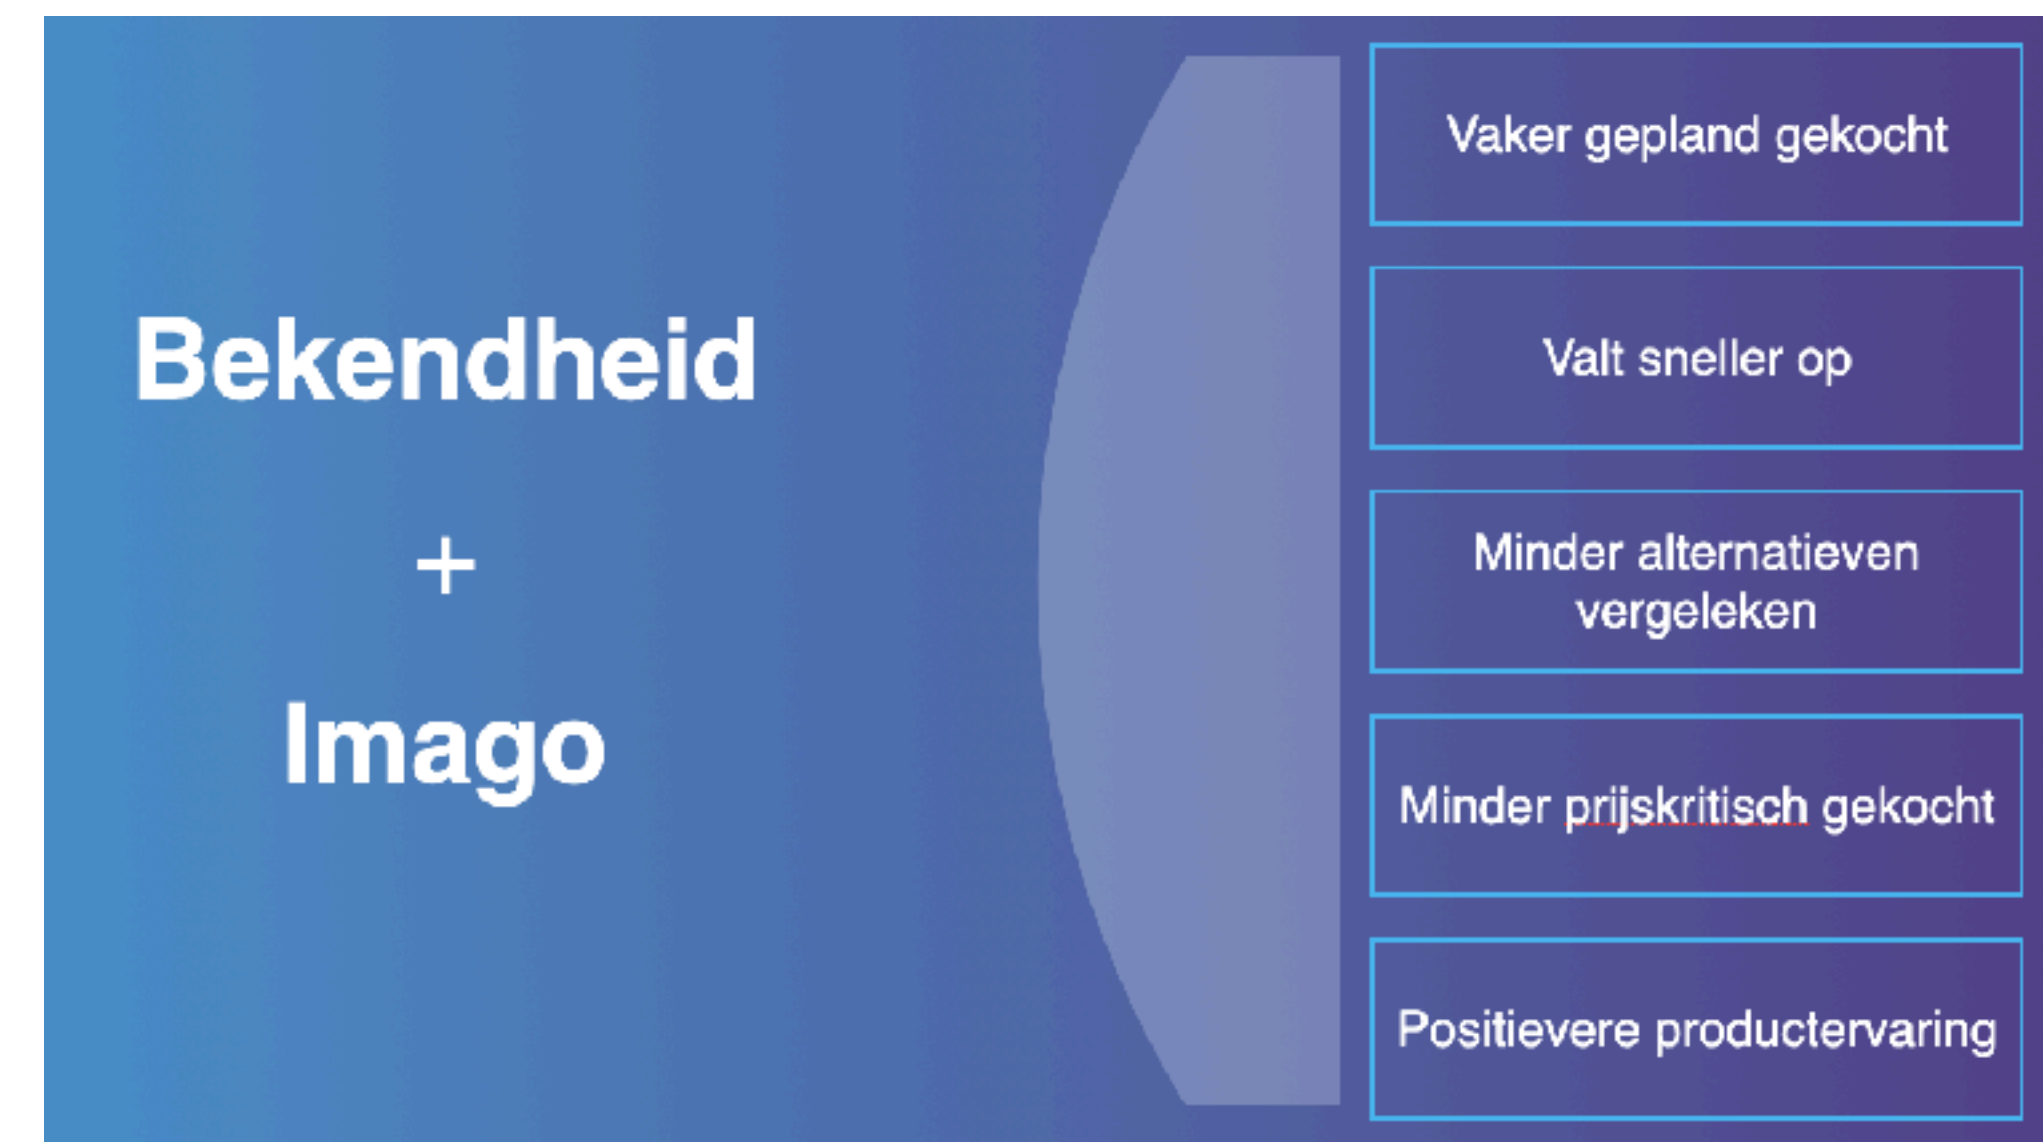 Bekendheid
+
Imago
Vaker gepland gekocht
Valt sneller op
Minder alternatieven
vergeleken
Minder prijskritisch gekocht
Positievere productervaring